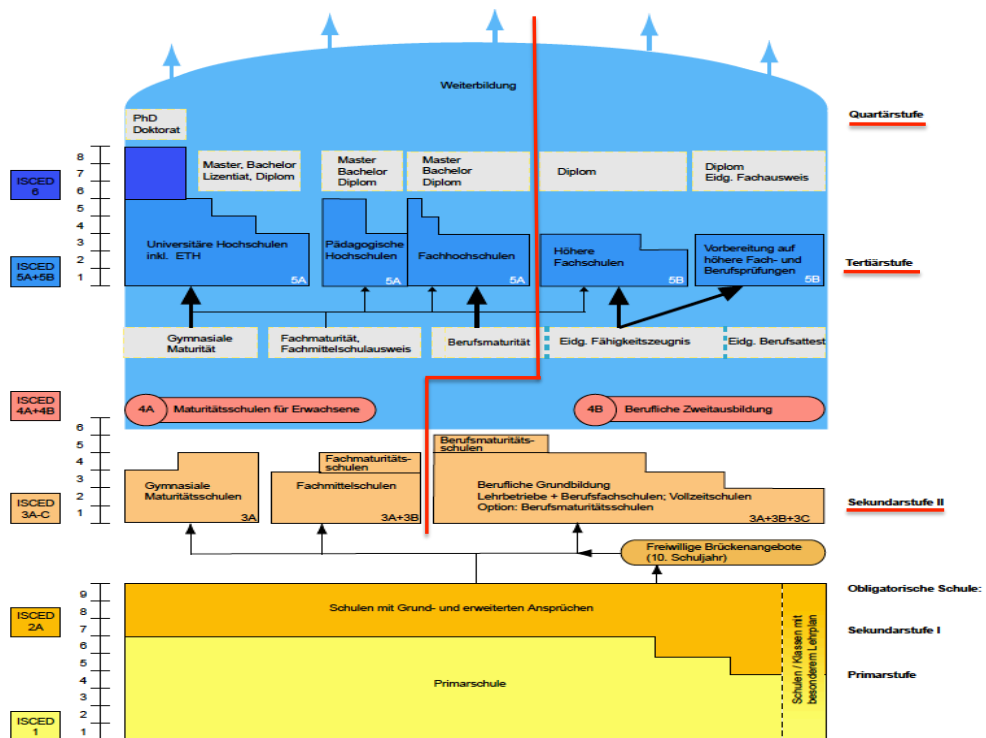 Weiterbildung
Quartärstufe
PhD
Doktorat
8
7
6
5
4
3
2
1
ISCED
6
Master, Bachelor
Lizentiat, Diplom
Master
Bachelor
Diplom
Master
Bachelor
Diplom
Diplom
Diplom
Eidg. Fachausweis
ISCED
5A+5B
Universitäre Hochschulen
inkl. ETH
5A
Pädagogische
Hochschulen
5A
Fachhochschulen
5A
Höhere
Fachschulen
5B
Vorbereitung auf
höhere Fach- und
Berufsprüfungen
5B
Tertiärstufe
Gymnasiale
Maturität
Fachmaturität,
Fachmittelschulausweis
Berufsmaturität
Eidg. Fähigkeitszeugnis
Eidg. Berufsattest
ISCED
4A+4B
4A
Maturitätsschulen für Erwachsene
4B
Berufliche Zweitausbildung
6
5
4
3
2
1
ISCED
3A-C
Gymnasiale
Maturitätsschulen
3A
Fachmaturitäts-
schulen
Fachmittelschulen
3A+3B
Berufsmaturitäts-
schulen
Berufliche Grundbildung
Lehrbetriebe + Berufsfachschulen; Vollzeitschulen
Option: Berufsmaturitätsschulen
3A+3B+3C
Sekundarstufe II
Freiwillige Brückenangebote
(10. Schuljahr)
9
8
7
6
5
4
3
2
1
ISCED
2A
Schulen mit Grund- und erweiterten Ansprüchen
Schulen / Klassen mit
besonderem Lehrplan
Obligatorische Schule:
Sekundarstufe I
Primarstufe
Primarschule
ISCED
1